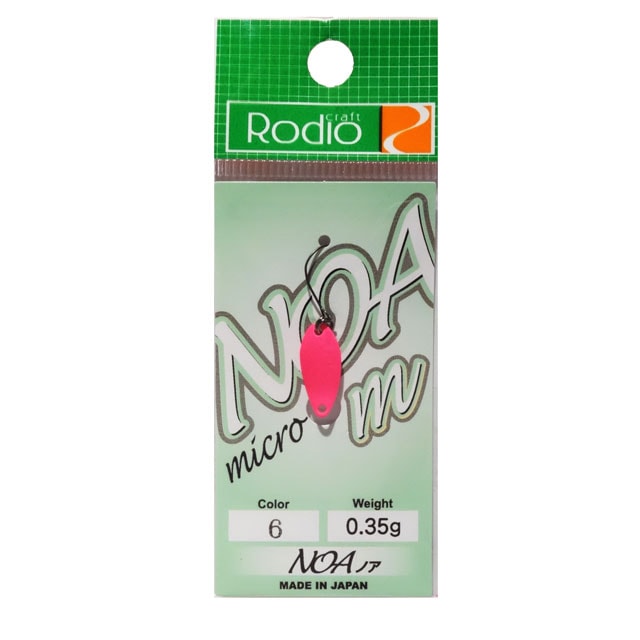 craft
Rodio
NOA
m
micro
Color Weight
6 0.35g
NOA ノア
MADE IN JAPAN